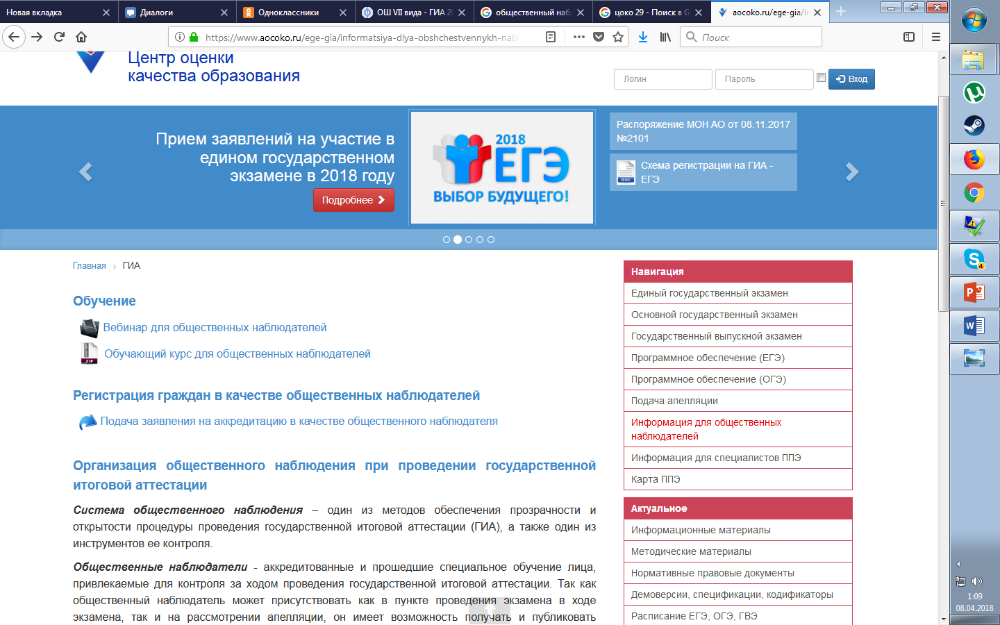 Новая вкладка
Диалоги
Одноклассники
ОШ VII вида - ГИА 20
общественный наб
цоко 29 - Поиск в G
aocoko.ru/ege-gia/i
https://www.aocoko.ru/ege-gia/informatsiya-dlya-obshchestvennykh-nab
Поиск
Центр оценки
качества образования
Логин
Пароль
Вход
Прием заявлений на участие в
едином государственном
экзамене в 2018 году
Подробнее
2018
ЕГЭ
ВЫБОР БУДУЩЕГО!
Распоряжение МОН АО от 08.11.2017
№2101
DOC
Схема регистрации на ГИА -
ЕГЭ
Главная > ГИА
Обучение
Вебинар для общественных наблюдателей
ZIP
Обучающий курс для общественных наблюдателей
Регистрация граждан в качестве общественных наблюдателей
Подача заявления на аккредитацию в качестве общественного наблюдателя
Организация общественного наблюдения при проведении государственной
итоговой аттестации
Система общественного наблюдения – один из методов обеспечения прозрачности и
открытости процедуры проведения государственной итоговой аттестации (ГИА), а также один из
инструментов ее контроля.
Общественные наблюдатели - аккредитованные и прошедшие специальное обучение лица,
привлекаемые для контроля за ходом проведения государственной итоговой аттестации. Так как
общественный наблюдатель может присутствовать как в пункте проведения экзамена в ходе
экзамена, так и на рассмотрении апелляции, он имеет возможность получать и публиковать
Навигация
Единый государственный экзамен
Основной государственный экзамен
Государственный выпускной экзамен
Программное обеспечение (ЕГЭ)
Программное обеспечение (ОГЭ)
Подача апелляции
Информация для общественных
наблюдателей
Информация для специалистов ППЭ
Карта ППЭ
Актуальное
Информационные материалы
Методические материалы
Нормативные правовые документы
Демоверсии, спецификации, кодификаторы
Расписание ЕГЭ, ОГЭ, ГВЭ
4
1:09
08.04.2018